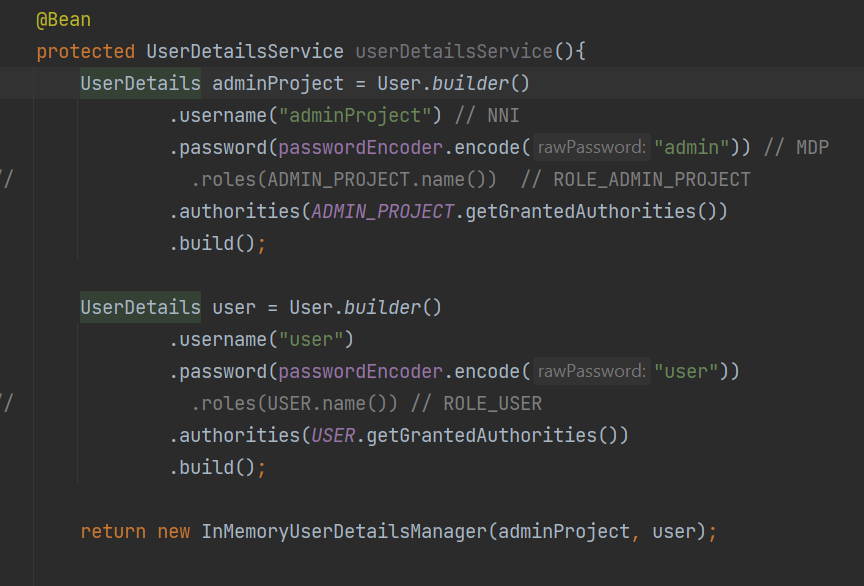 @Bean
protected UserDetailsService userDetailsService(){
UserDetails adminProject = User.builder()
.username("adminProject") // NNI
.password(passwordEncoder.encode( rawPassword: "admin")) // MDP
// .roles(ADMIN_PROJECT.name()) // ROLE_ADMIN_PROJECT
.authorities(ADMIN_PROJECT.getGrantedAuthorities())
.build();
UserDetails user = User.builder()
.username("user")
.password(passwordEncoder.encode( rawPassword: "user"))
// .roles(USER.name()) // ROLE_USER
.authorities(USER.getGrantedAuthorities())
.build();
return new InMemoryUserDetailsManager(adminProject, user);